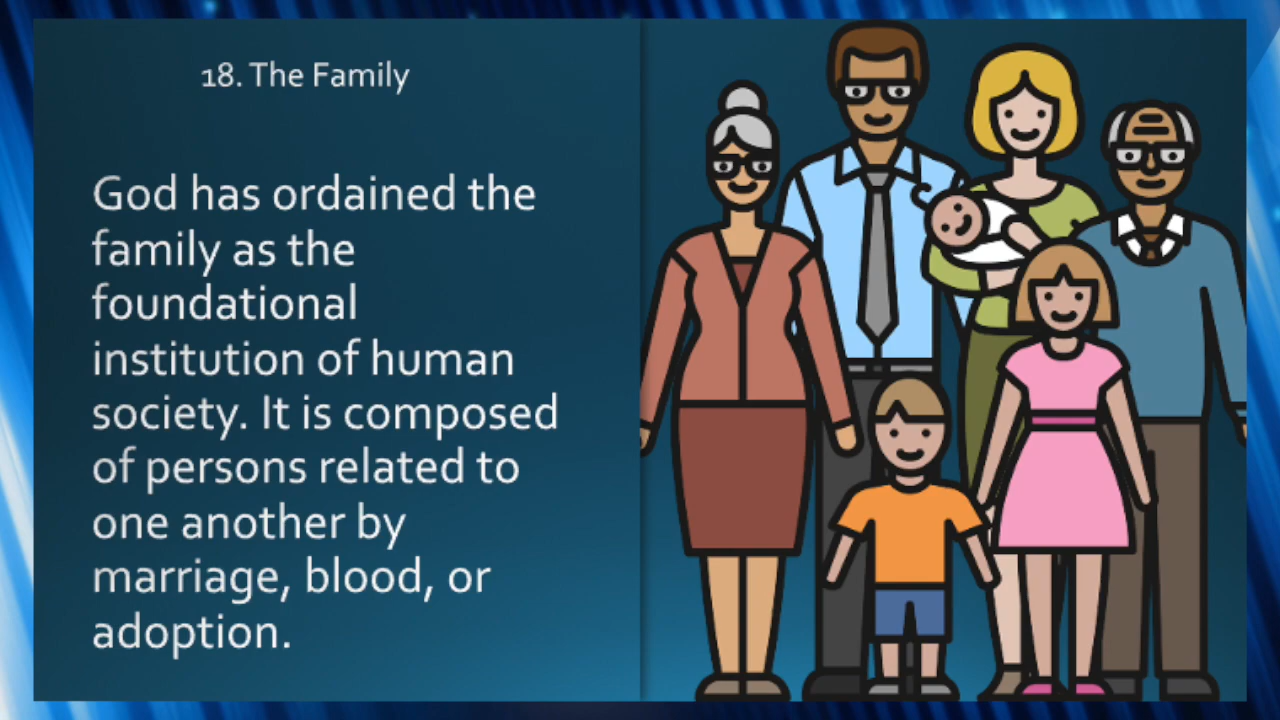 18. The Family
God has ordained the
family as the
foundational
institution of human
society. It is composed
of persons related to
one another by
marriage, blood, or
adoption.